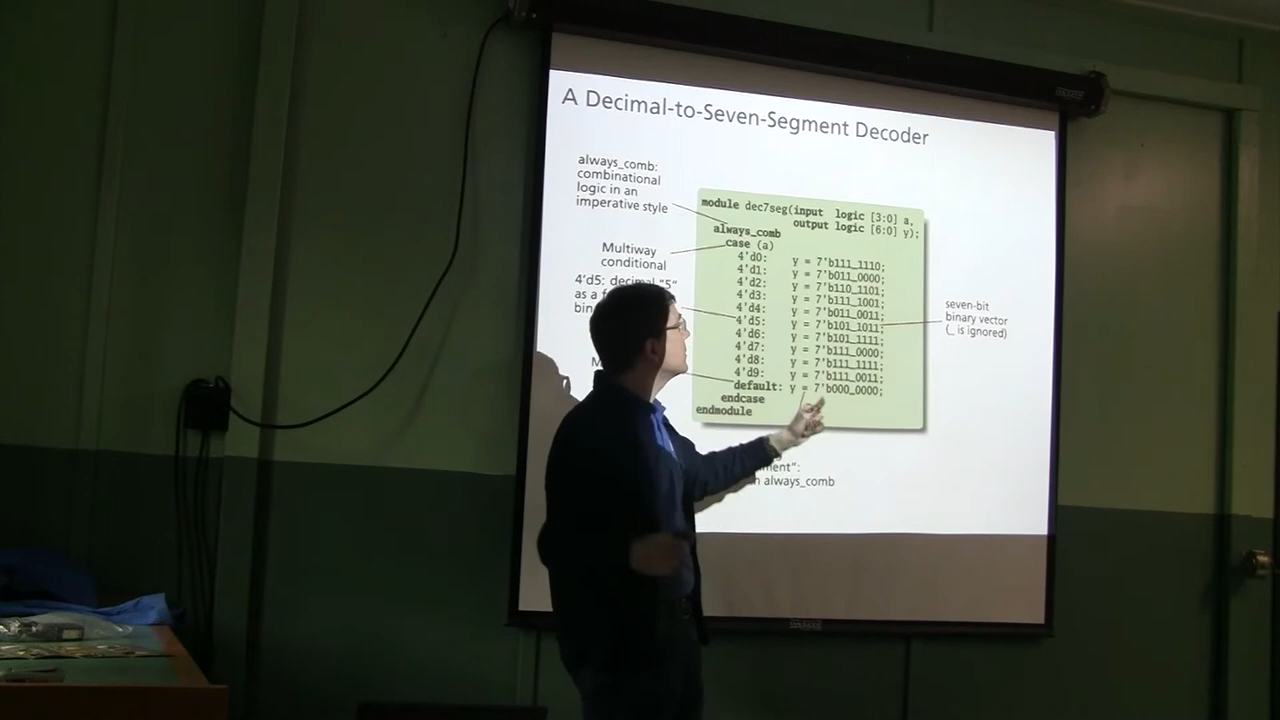 A Decimal-to-Seven-Segment Decoder
always_comb:
combinational
logic in an
imperative style
Multiway
conditional
4'd5: decimal "5"
as a
module dec7seg(input logic [3:0] a,
output logic [6:0] y);
always_comb
case (a)
4'd0: y = 7'b111_1110;
4'd1: y = 7'b011_0000;
4'd2: y = 7'b110_1101;
4'd3: y = 7'b111_1001;
4'd4: y = 7'b011_0011;
4'd5: y = 7'b101_1011;
4'd6: y = 7'b101_1111;
4'd7: y = 7'b111_0000;
4'd8: y = 7'b111_1111;
4'd9: y = 7'b111_0011;
default: y = 7'b000_0000;
endcase
endmodule
seven-bit
binary vector
(_ is ignored)
always_comb